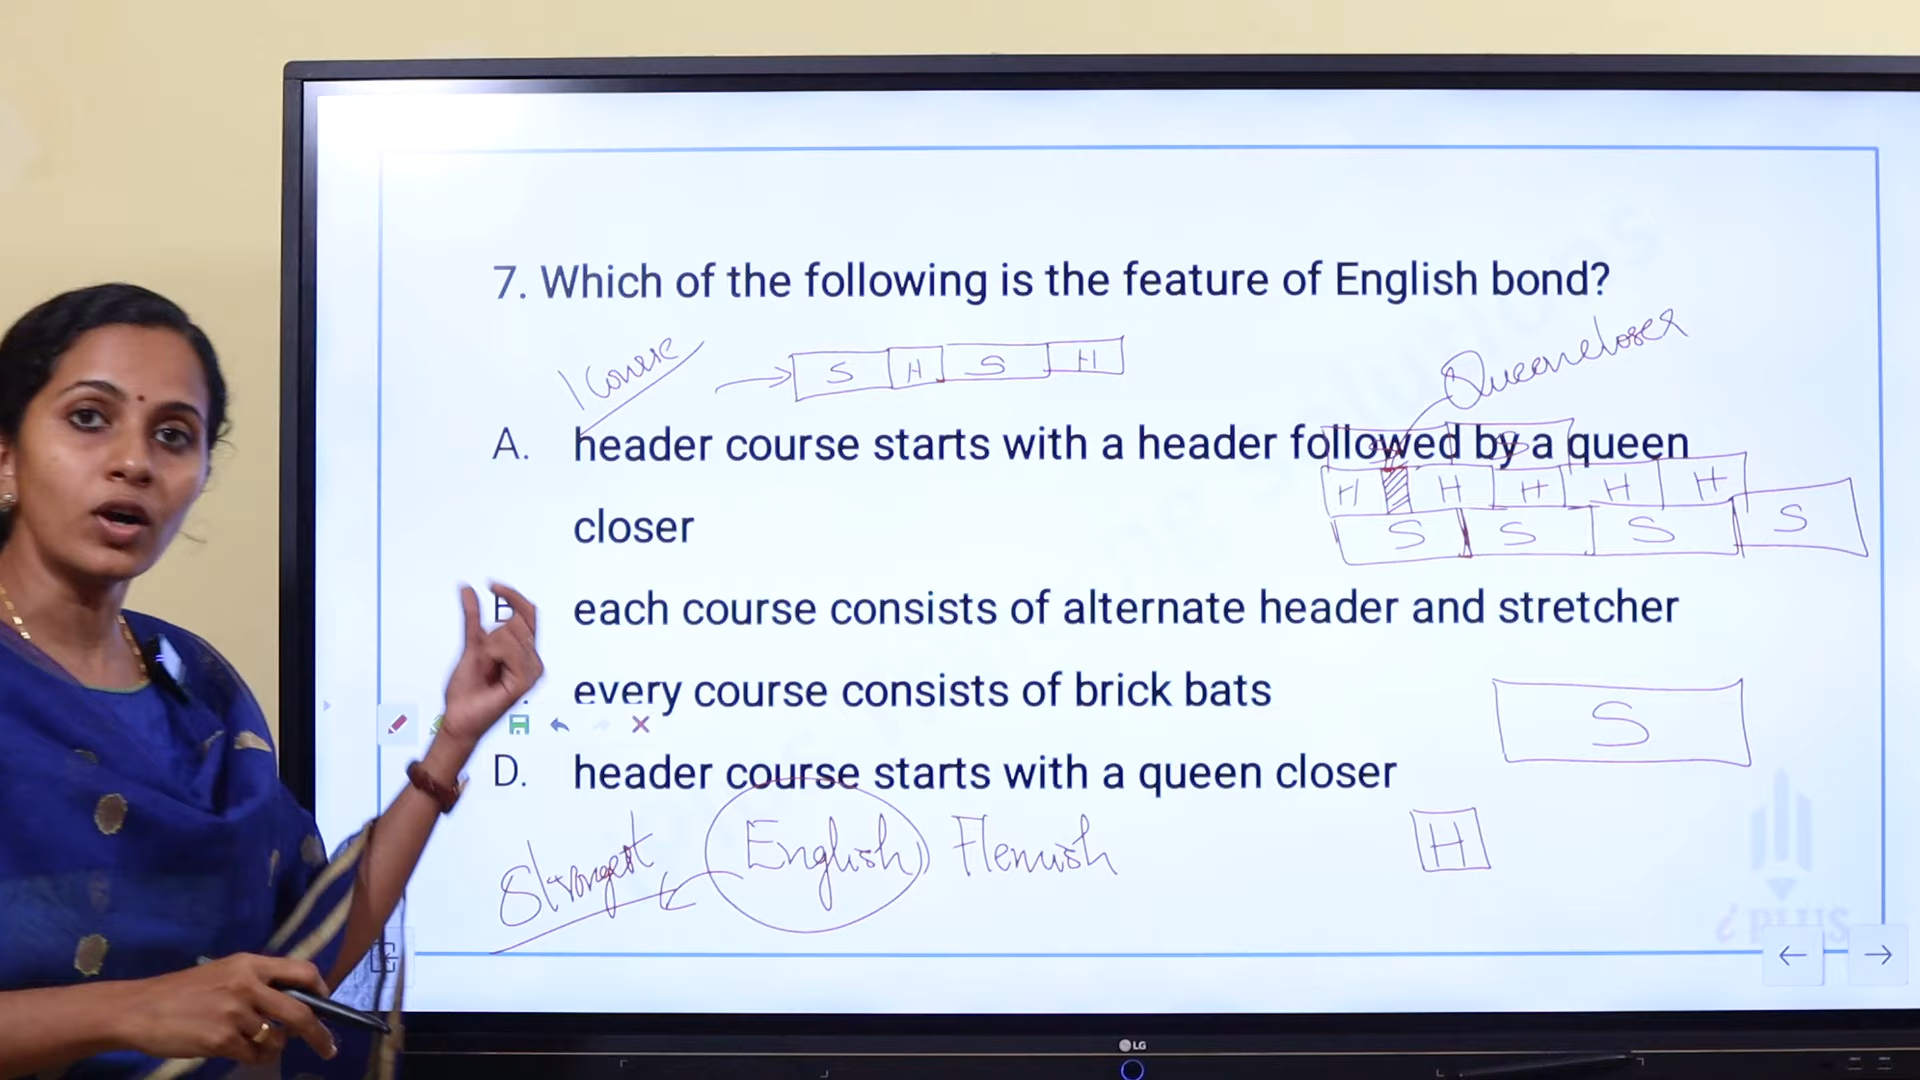 7. Which of the following is the feature of English bond?
1 Course
S H S H
Queencloser
A. header course starts with a header followed by a queen
H H H H H
closer
S S S S
B. each course consists of alternate header and stretcher
every course consists of brick bats
S
D. header course starts with a queen closer
Strongest English Flemish
H
i PLUS
LG